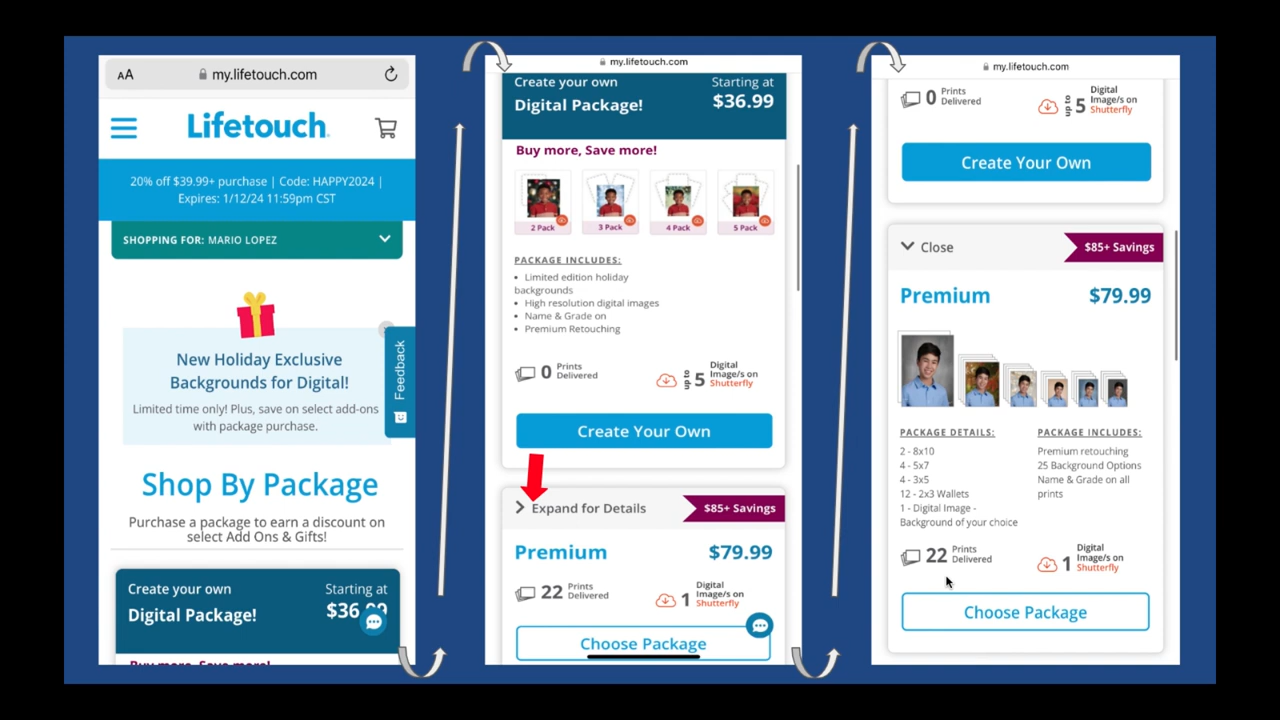 AA my.lifetouch.com
Lifetouch.
20% off $39.99+ purchase | Code: HAPPY2024 |
Expires: 1/12/24 11:59pm CST
SHOPPING FOR: MARIO LOPEZ
New Holiday Exclusive
Backgrounds for Digital!
Limited time only! Plus, save on select add-ons
with package purchase.
Feedback
Shop By Package
Purchase a package to earn a discount on
select Add Ons & Gifts!
Create your own
Digital Package!
Starting at
$36.99
Buy more, Save more!
my.lifetouch.com
Create your own
Digital Package!
Starting at
$36.99
Buy more, Save more!
2 Pack
3 Pack
4 Pack
5 Pack
PACKAGE INCLUDES:
• Limited edition holiday
backgrounds
• High resolution digital images
• Name & Grade on
• Premium Retouching
0 Prints
Delivered
up to 5 Digital
Image/s on
Shutterfly
Create Your Own
Expand for Details
$85+ Savings
Premium
$79.99
22 Prints
Delivered
1 Digital
Image/s on
Shutterfly
Choose Package
my.lifetouch.com
0 Prints
Delivered
up to 5 Digital
Image/s on
Shutterfly
Create Your Own
Close
$85+ Savings
Premium
$79.99
PACKAGE DETAILS:
2 - 8x10
4 - 5x7
4 - 3x5
12 - 2x3 Wallets
1 - Digital Image -
Background of your choice
PACKAGE INCLUDES:
Premium retouching
25 Background Options
Name & Grade on all
prints
22 Prints
Delivered
1 Digital
Image/s on
Shutterfly
Choose Package